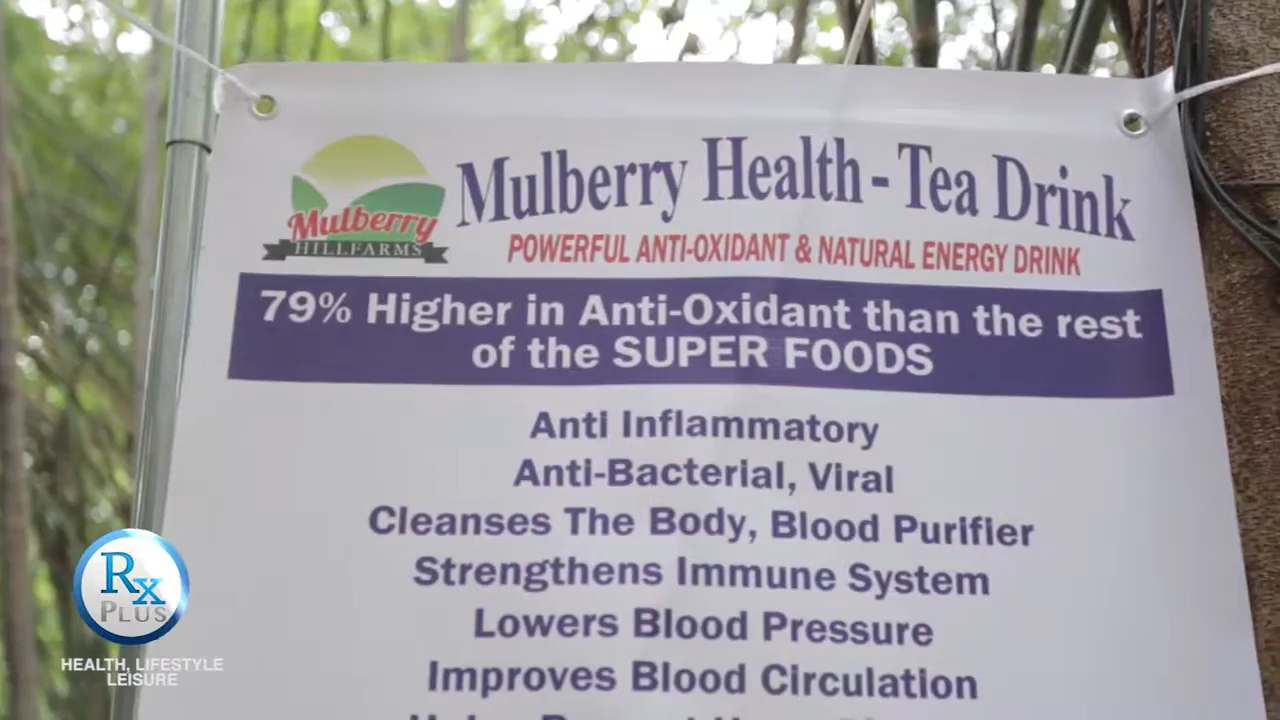 Mulberry
HILLFARMS
Mulberry Health - Tea Drink
POWERFUL ANTI-OXIDANT & NATURAL ENERGY DRINK
79% Higher in Anti-Oxidant than the rest
of the SUPER FOODS
Anti Inflammatory
Anti-Bacterial, Viral
Cleanses The Body, Blood Purifier
Strengthens Immune System
Lowers Blood Pressure
Improves Blood Circulation
Rx
PLUS
HEALTH, LIFESTYLE
LEISURE